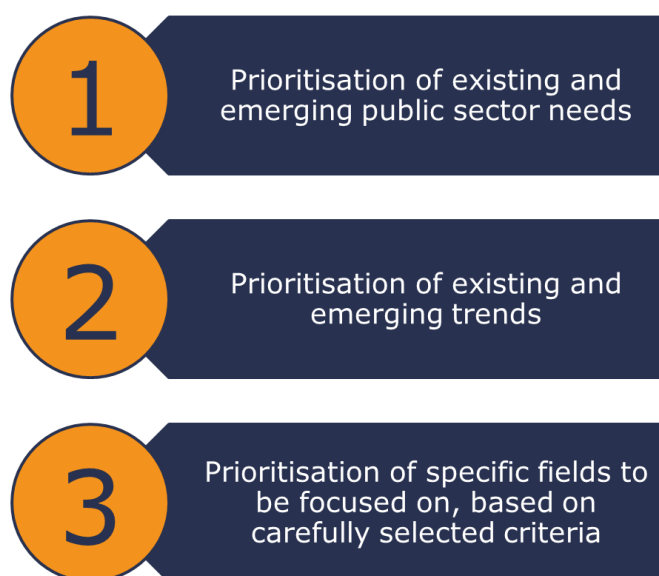 1
Prioritisation of existing and
emerging public sector needs
2
Prioritisation of existing and
emerging trends
3
Prioritisation of specific fields to
be focused on, based on
carefully selected criteria